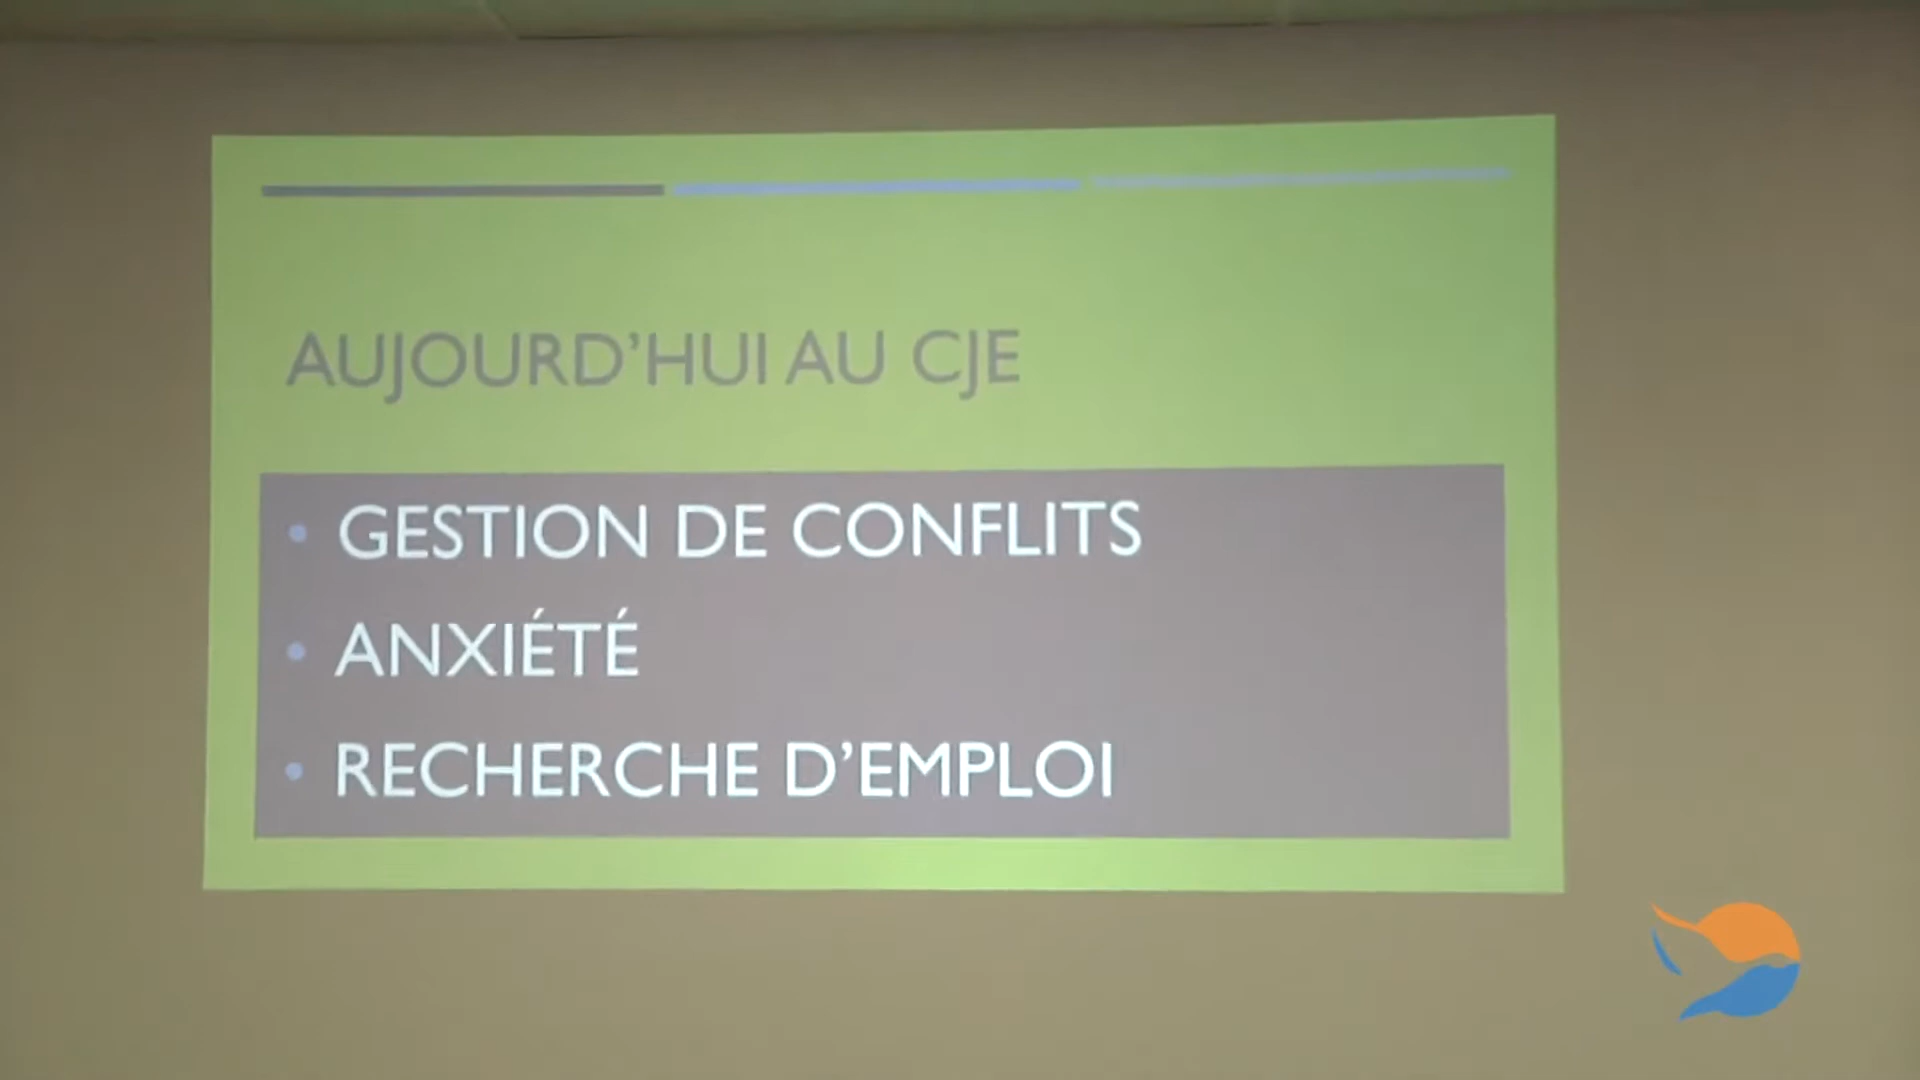 AUJOURD'HUI AU CJE
• GESTION DE CONFLITS
• ANXIÉTÉ
• RECHERCHE D'EMPLOI